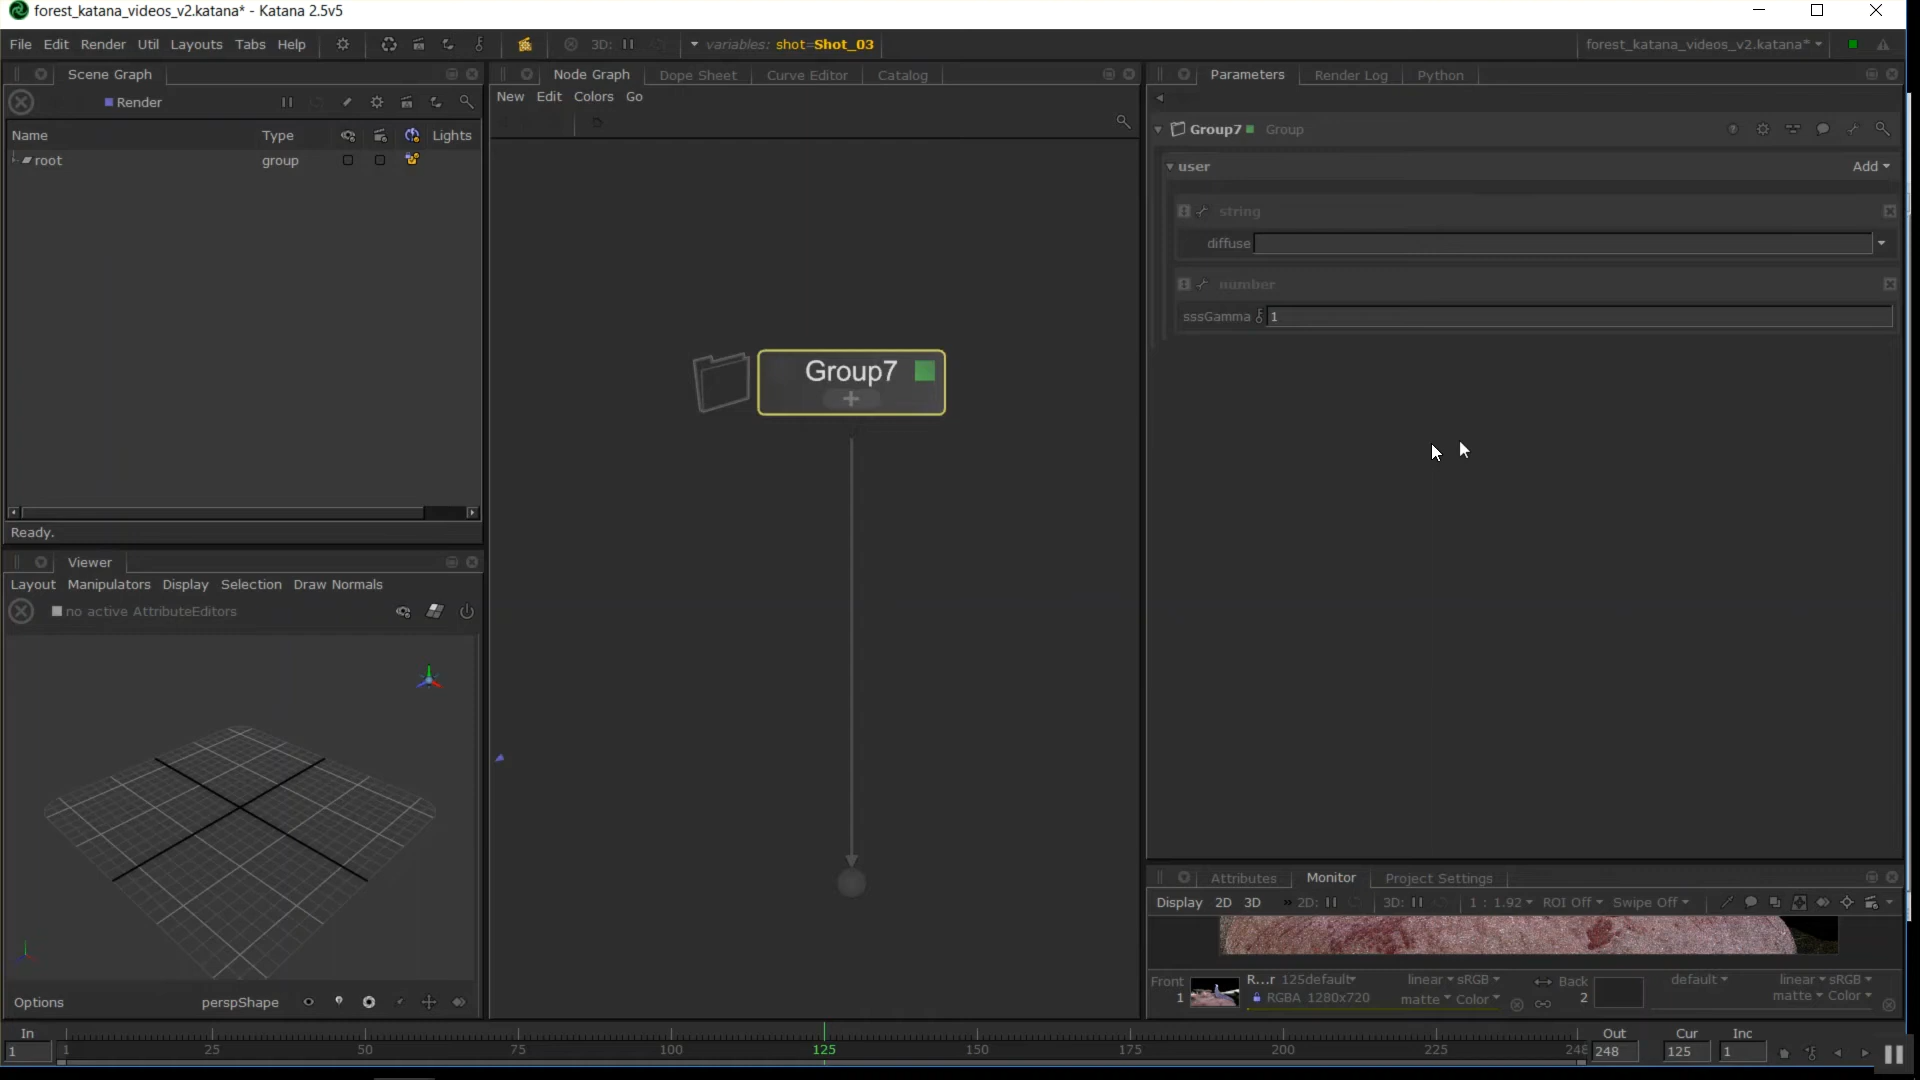 forest_katana_videos_v2.katana* - Katana 2.5v5
File Edit Render Util Layouts Tabs Help 3D: variables: shot=Shot_03 forest_katana_videos_v2.katana*
Scene Graph
Render
Name Type Lights
root group
Ready.
Viewer
Layout Manipulators Display Selection Draw Normals
no active AttributeEditors
Options perspShape
Node Graph Dope Sheet Curve Editor Catalog
New Edit Colors Go
Group7
Parameters Render Log Python
Group7 Group
user Add
string
diffuse
number
sssGamma 1
Attributes Monitor Project Settings
Display 2D 3D » 2D: 3D: 1 : 1.92 ROI Off Swipe Off
Front R...r 125default linear sRGB Back default linear sRGB
1 RGBA 1280x720 matte Color 2 matte Color
In Out Cur Inc
1 1 25 50 75 100 125 150 175 200 225 248 248 125 1